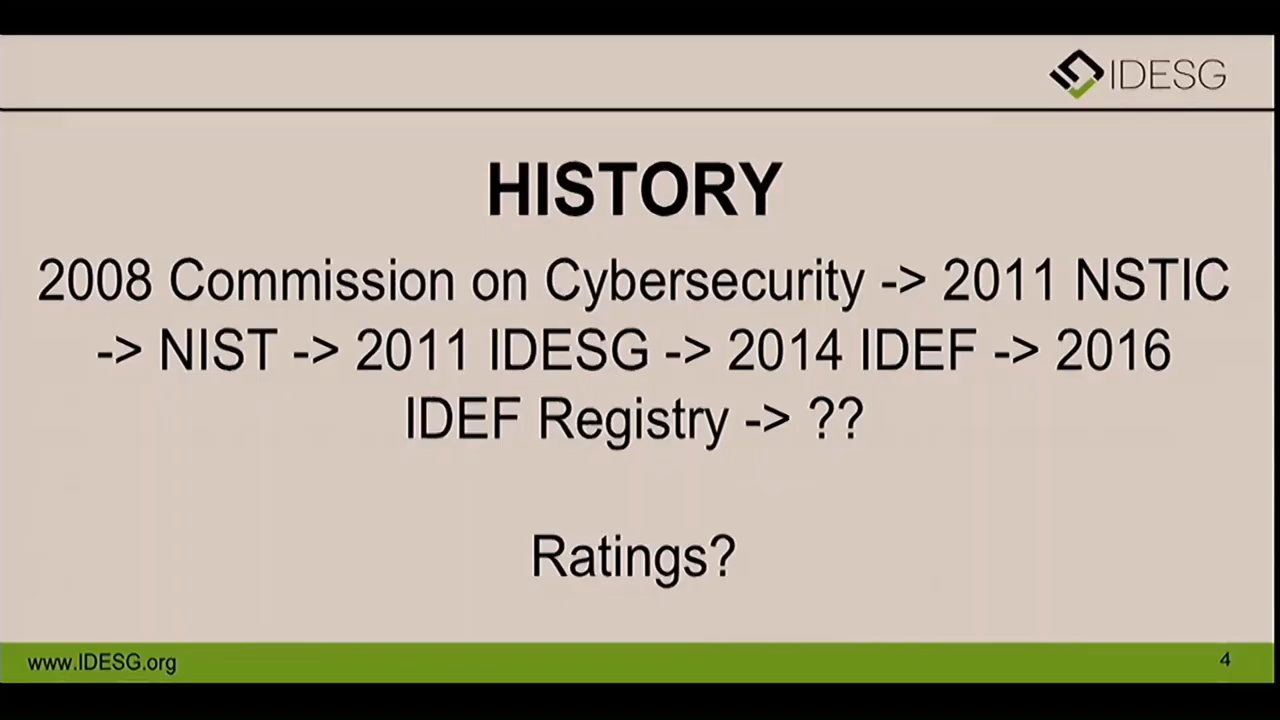 IDESG
HISTORY
2008 Commission on Cybersecurity -> 2011 NSTIC
-> NIST -> 2011 IDESG -> 2014 IDEF -> 2016
IDEF Registry -> ??
Ratings?
www.IDESG.org
4